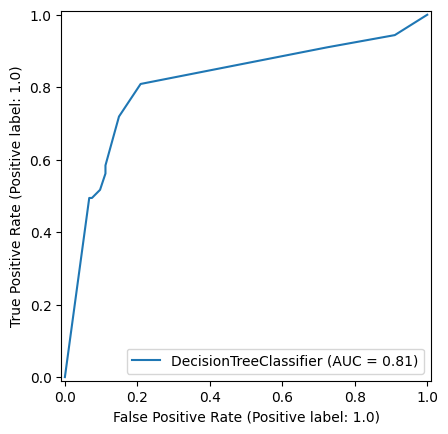 True Positive Rate (Positive label: 1.0)
1.0
0.8
0.6
0.4
0.2
0.0
DecisionTreeClassifier (AUC = 0.81)
0.0 0.2 0.4 0.6 0.8 1.0
False Positive Rate (Positive label: 1.0)